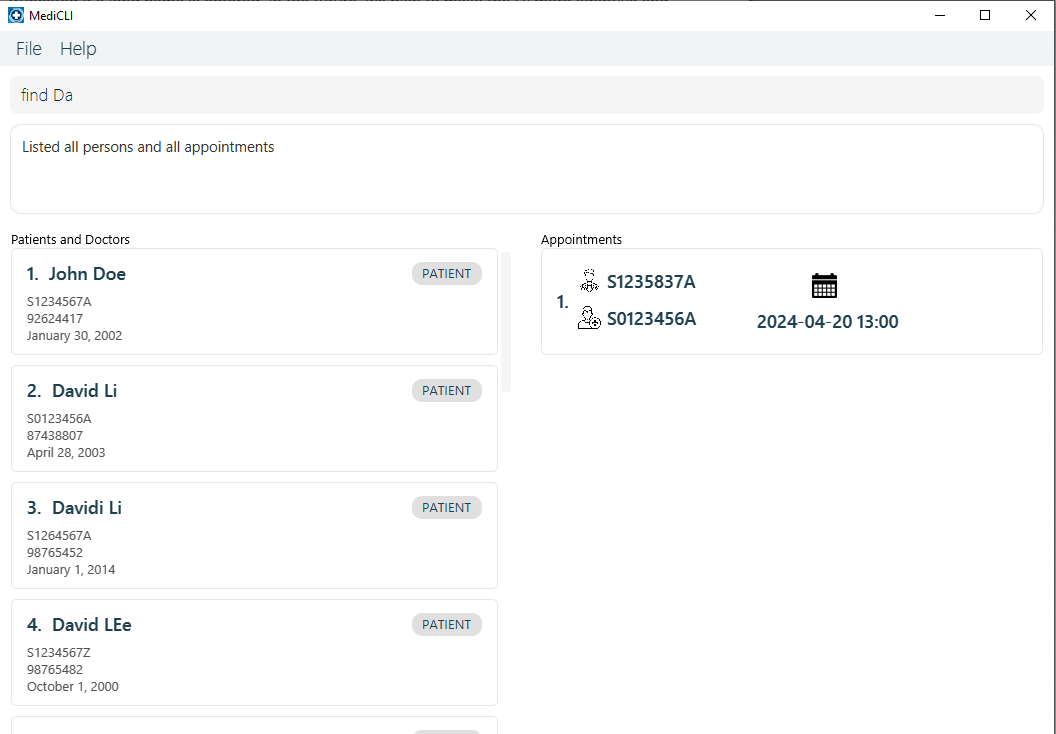 MediCLI
File Help
find Da
Listed all persons and all appointments
Patients and Doctors
1. John Doe
PATIENT
S1234567A
92624417
January 30, 2002
2. David Li
PATIENT
S0123456A
87438807
April 28, 2003
3. Davidi Li
PATIENT
S1264567A
98765452
January 1, 2014
4. David LEe
PATIENT
S1234567Z
98765482
October 1, 2000
Appointments
1.
S1235837A
S0123456A
2024-04-20 13:00